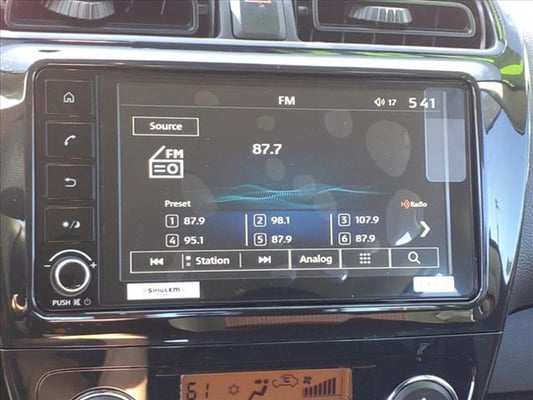 FM 17 5 41
Source
FM
87.7
Preset
HD Radio
1 87.9 2 98.1 3 107.9
4 95.1 5 87.9 6 87.9
Station Analog
PUSH
SiriusXM
61